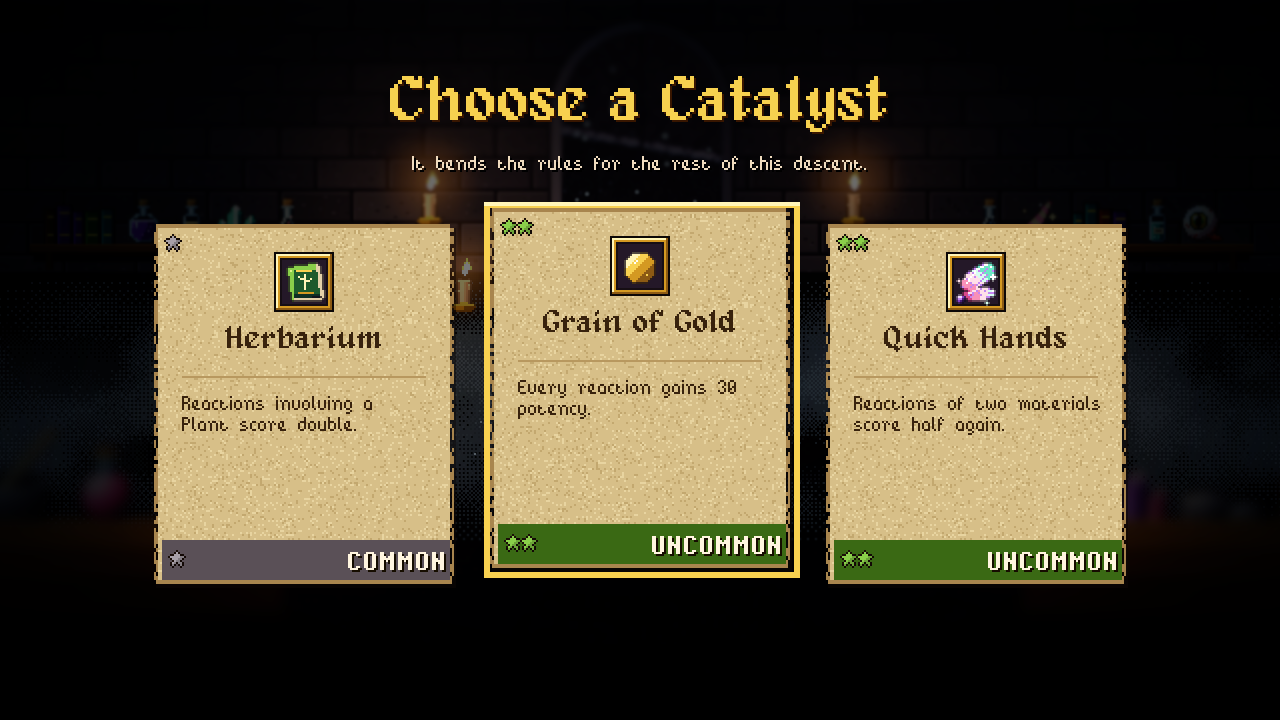 Choose a Catalyst
It bends the rules for the rest of this descent.
Herbarium
Reactions involving a
Plant score double.
COMMON
Grain of Gold
Every reaction gains 30
potency.
UNCOMMON
Quick Hands
Reactions of two materials
score half again.
UNCOMMON